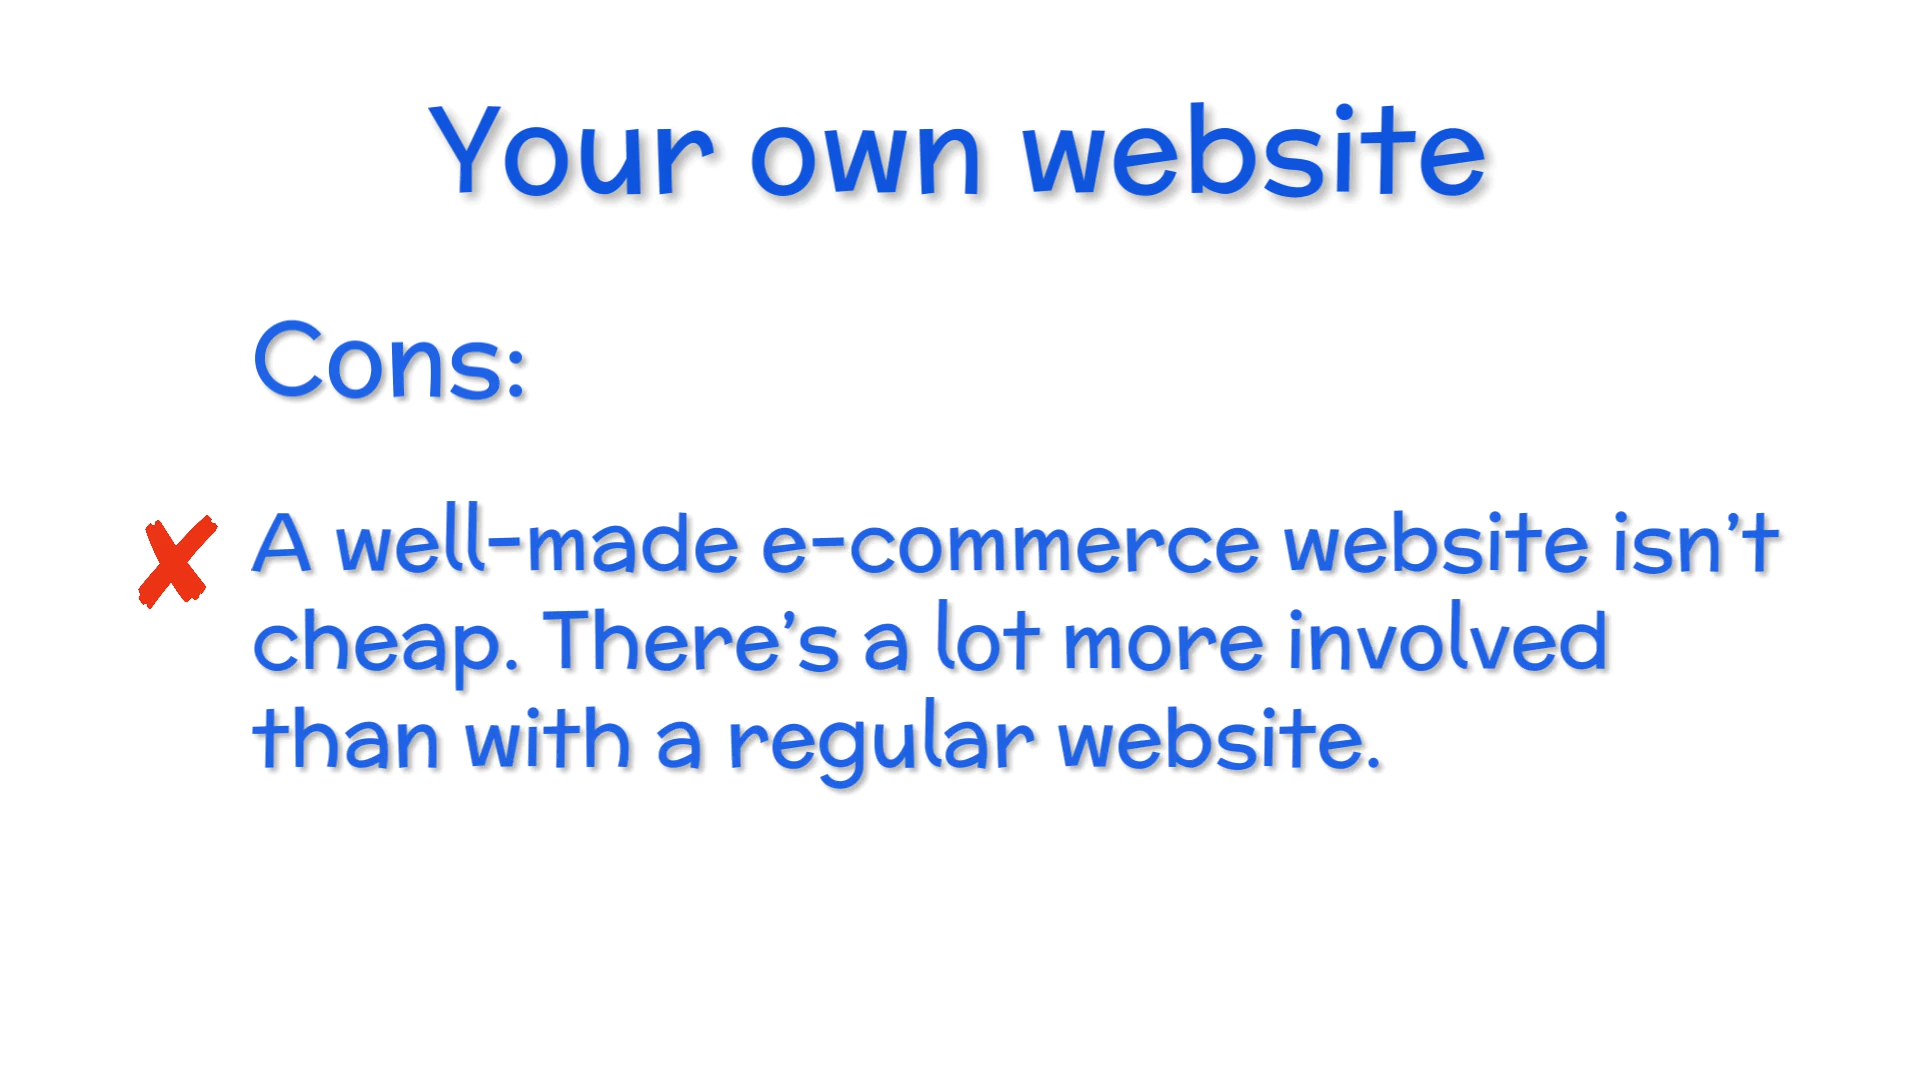 Your own website
Cons:
A well-made e-commerce website isn’t
cheap. There’s a lot more involved
than with a regular website.